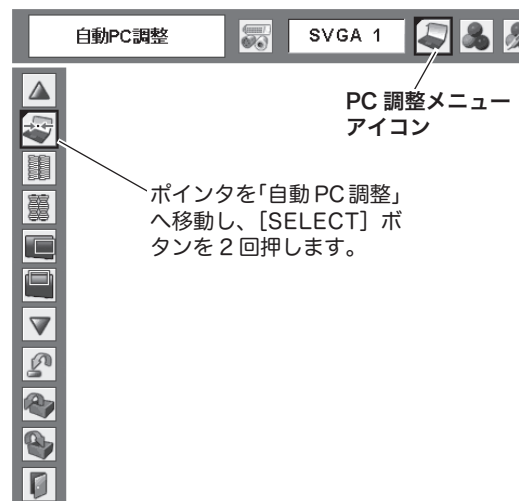 自動PC調整
SVGA 1
PC 調整メニュー
アイコン
ポインタを「自動 PC 調整」
へ移動し、［SELECT］ボ
タンを 2 回押します。